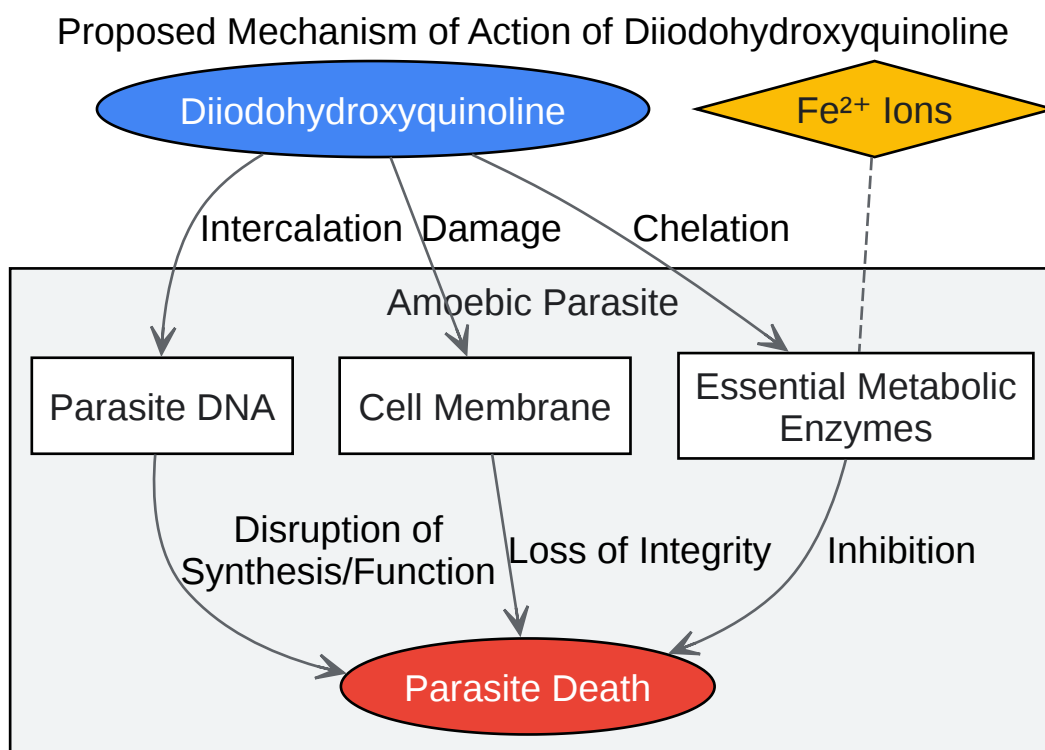 Proposed Mechanism of Action of Diiodohydroxyquinoline
Diiodohydroxyquinoline
Fe²⁺ Ions
Intercalation
Damage
Chelation
Amoebic Parasite
Parasite DNA
Cell Membrane
Essential Metabolic
Enzymes
Disruption of
Synthesis/Function
Loss of Integrity
Inhibition
Parasite Death